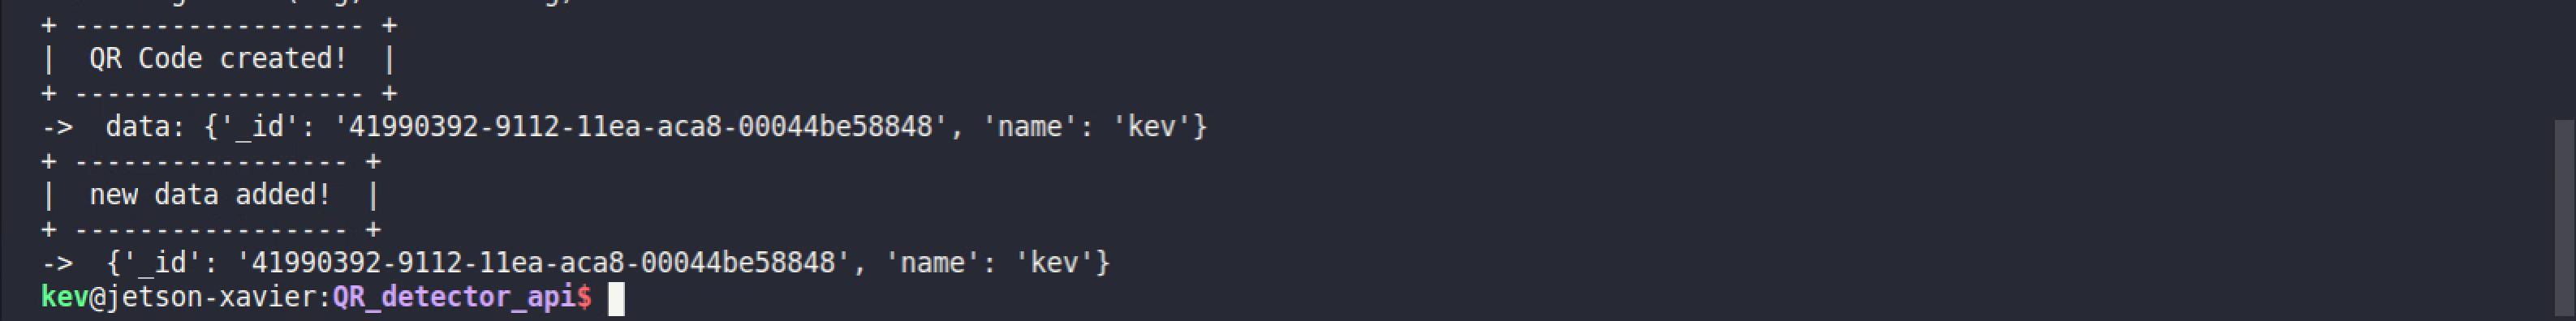 + ------------------ +
|  QR Code created!  |
+ ------------------ +
->  data: {'_id': '41990392-9112-11ea-aca8-00044be58848', 'name': 'kev'}
+ ----------------- +
|  new data added!  |
+ ----------------- +
->  {'_id': '41990392-9112-11ea-aca8-00044be58848', 'name': 'kev'}
kev@jetson-xavier:QR_detector_api$